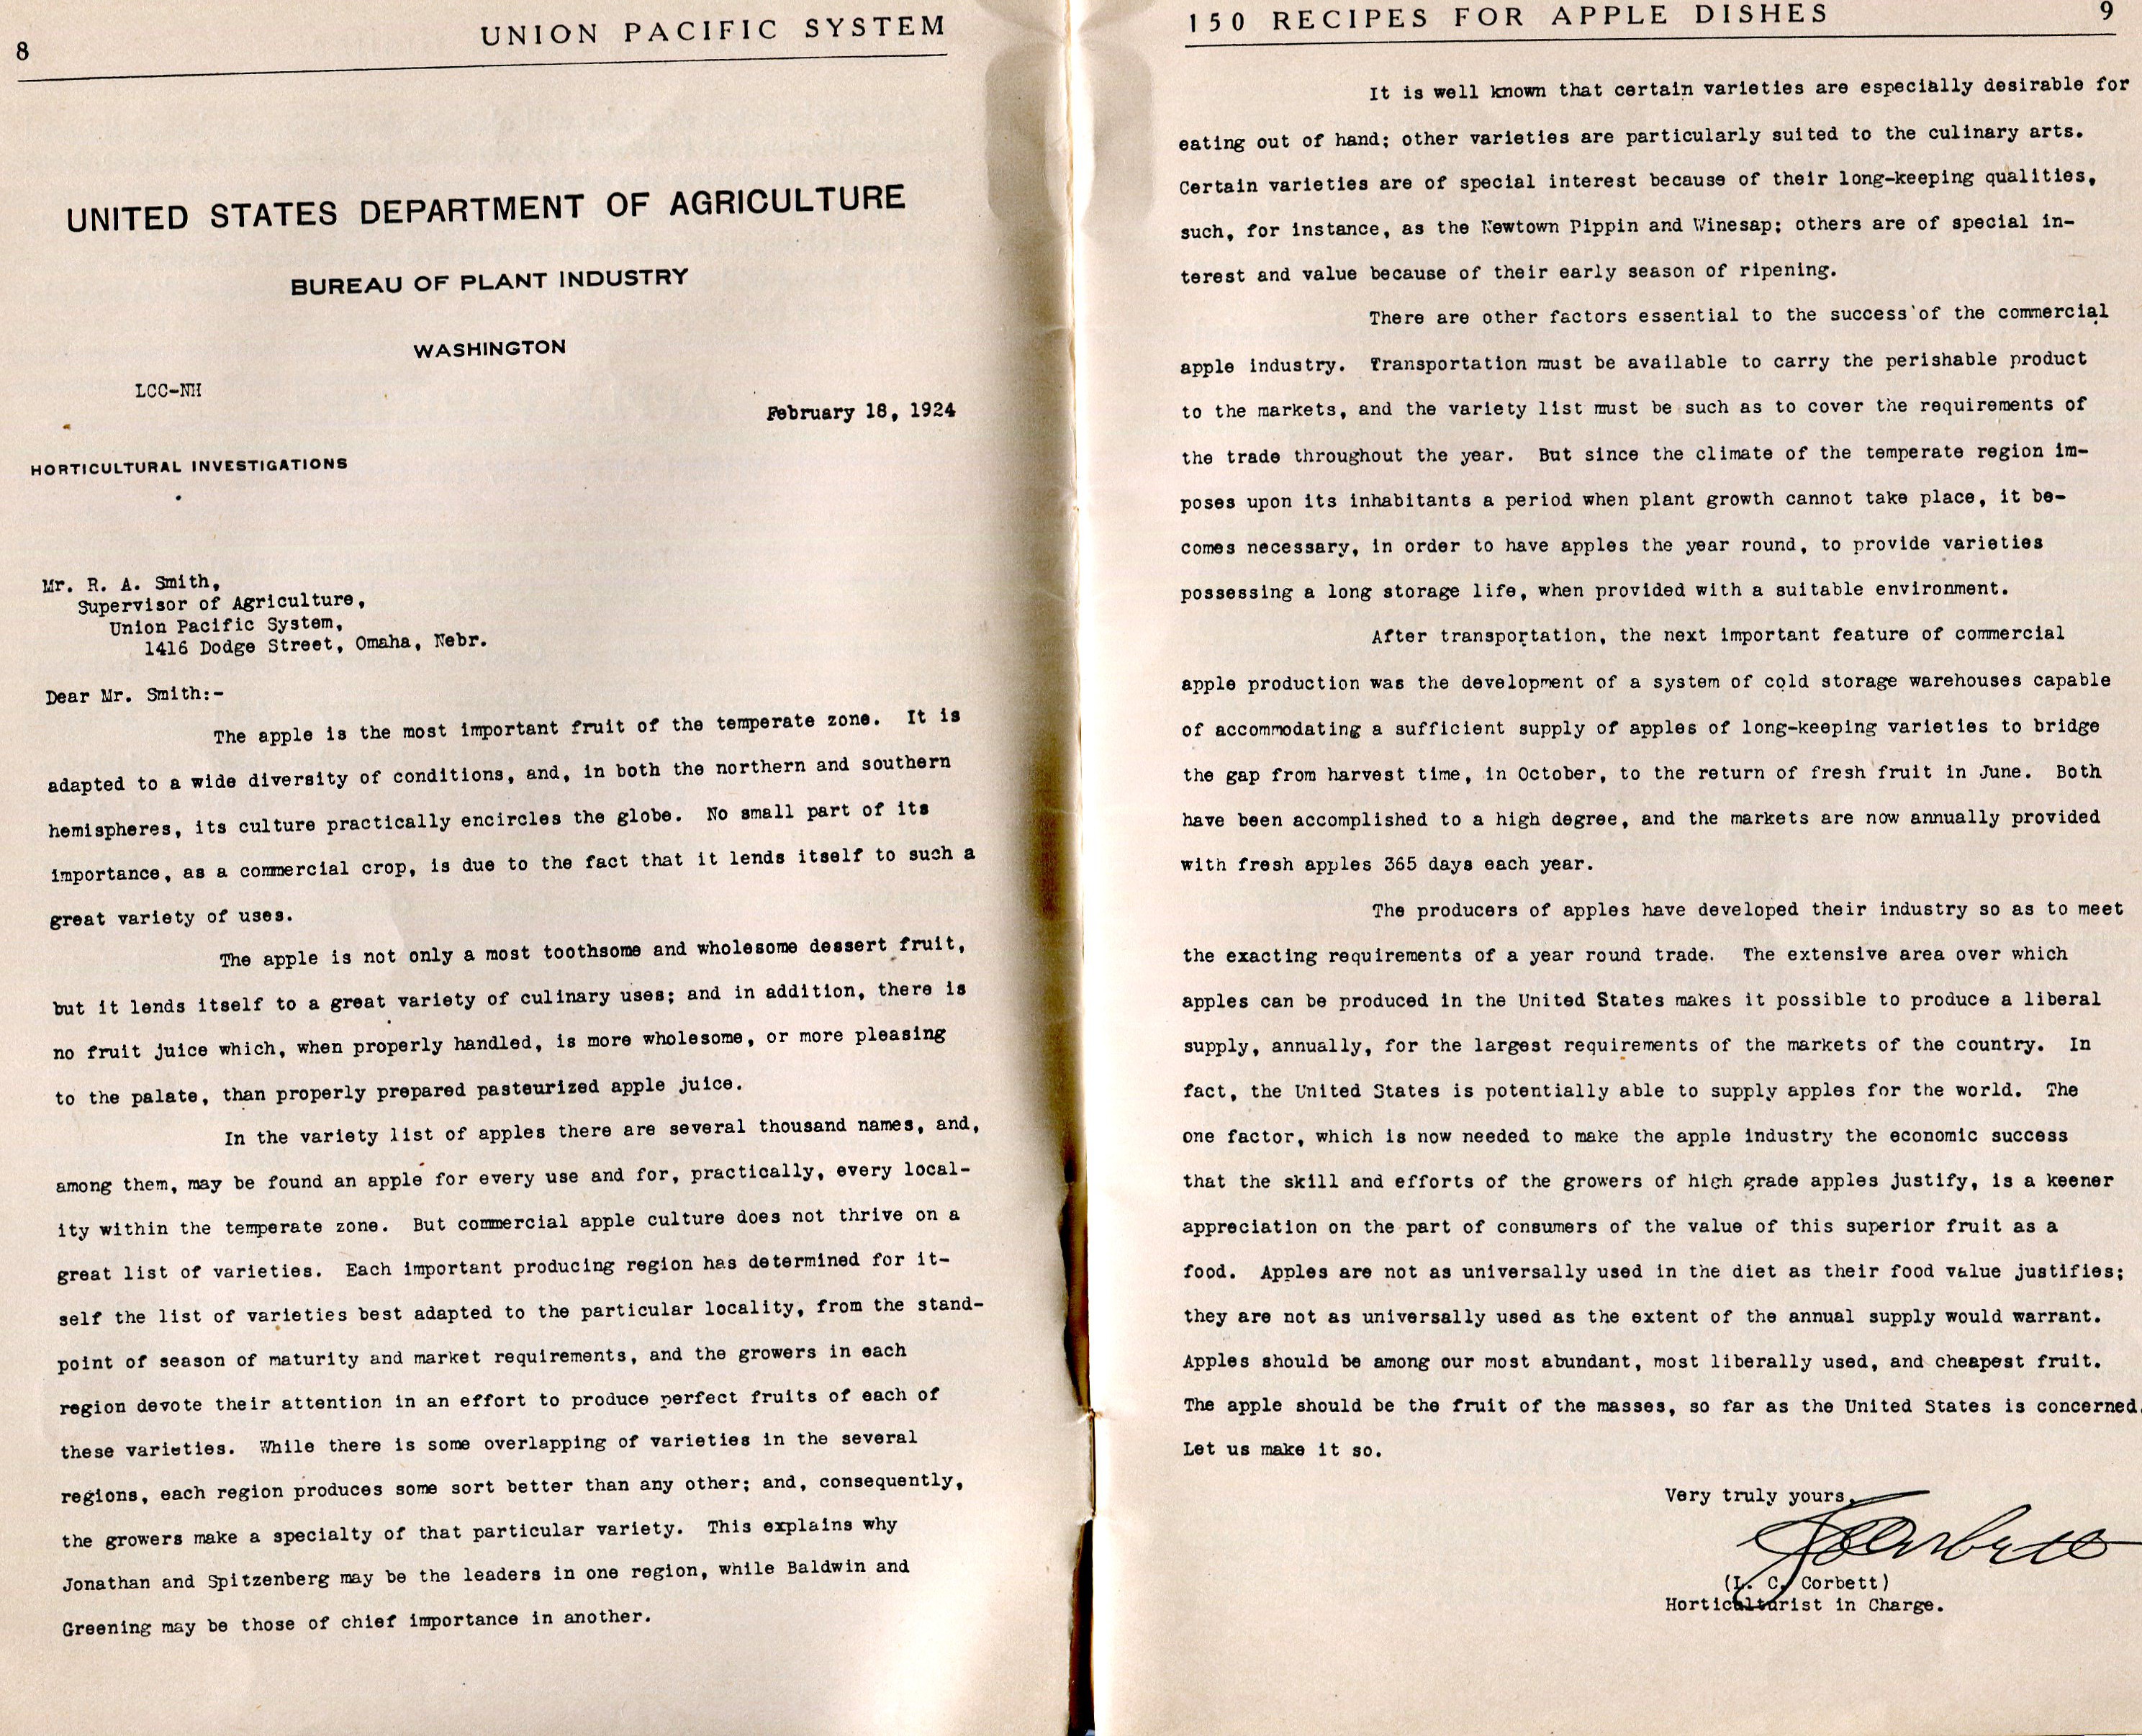 8
UNION PACIFIC SYSTEM
UNITED STATES DEPARTMENT OF AGRICULTURE
BUREAU OF PLANT INDUSTRY
WASHINGTON
LCC-NH
February 18, 1924
HORTICULTURAL INVESTIGATIONS
Mr. R. A. Smith,
Supervisor of Agriculture,
Union Pacific System,
1416 Dodge Street, Omaha, Nebr.
Dear Mr. Smith:-
The apple is the most important fruit of the temperate zone. It is
adapted to a wide diversity of conditions, and, in both the northern and southern
hemispheres, its culture practically encircles the globe. No small part of its
importance, as a commercial crop, is due to the fact that it lends itself to such a
great variety of uses.
The apple is not only a most toothsome and wholesome dessert fruit,
but it lends itself to a great variety of culinary uses; and in addition, there is
no fruit juice which, when properly handled, is more wholesome, or more pleasing
to the palate, than properly prepared pasteurized apple juice.
In the variety list of apples there are several thousand names, and,
among them, may be found an apple for every use and for, practically, every local-
ity within the temperate zone. But commercial apple culture does not thrive on a
great list of varieties. Each important producing region has determined for it-
self the list of varieties best adapted to the particular locality, from the stand-
point of season of maturity and market requirements, and the growers in each
region devote their attention in an effort to produce perfect fruits of each of
these varieties. While there is some overlapping of varieties in the several
regions, each region produces some sort better than any other; and, consequently,
the growers make a specialty of that particular variety. This explains why
Jonathan and Spitzenberg may be the leaders in one region, while Baldwin and
Greening may be those of chief importance in another.
150 RECIPES FOR APPLE DISHES
9
It is well known that certain varieties are especially desirable for
eating out of hand; other varieties are particularly suited to the culinary arts.
Certain varieties are of special interest because of their long-keeping qualities,
such, for instance, as the Newtown Pippin and Winesap; others are of special in-
terest and value because of their early season of ripening.
There are other factors essential to the success of the commercial
apple industry. Transportation must be available to carry the perishable product
to the markets, and the variety list must be such as to cover the requirements of
the trade throughout the year. But since the climate of the temperate region im-
poses upon its inhabitants a period when plant growth cannot take place, it be-
comes necessary, in order to have apples the year round, to provide varieties
possessing a long storage life, when provided with a suitable environment.
After transportation, the next important feature of commercial
apple production was the development of a system of cold storage warehouses capable
of accommodating a sufficient supply of apples of long-keeping varieties to bridge
the gap from harvest time, in October, to the return of fresh fruit in June. Both
have been accomplished to a high degree, and the markets are now annually provided
with fresh apples 365 days each year.
The producers of apples have developed their industry so as to meet
the exacting requirements of a year round trade. The extensive area over which
apples can be produced in the United States makes it possible to produce a liberal
supply, annually, for the largest requirements of the markets of the country. In
fact, the United States is potentially able to supply apples for the world. The
one factor, which is now needed to make the apple industry the economic success
that the skill and efforts of the growers of high grade apples justify, is a keener
appreciation on the part of consumers of the value of this superior fruit as a
food. Apples are not as universally used in the diet as their food value justifies;
they are not as universally used as the extent of the annual supply would warrant.
Apples should be among our most abundant, most liberally used, and cheapest fruit.
The apple should be the fruit of the masses, so far as the United States is concerned.
Let us make it so.
Very truly yours,
LCCorbett
(L. C. Corbett)
Horticulturist in Charge.